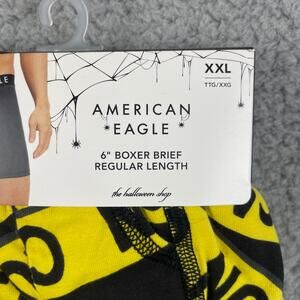 XXL
TTG/XXG
AMERICAN
EAGLE
6" BOXER BRIEF
REGULAR LENGTH
the halloween shop